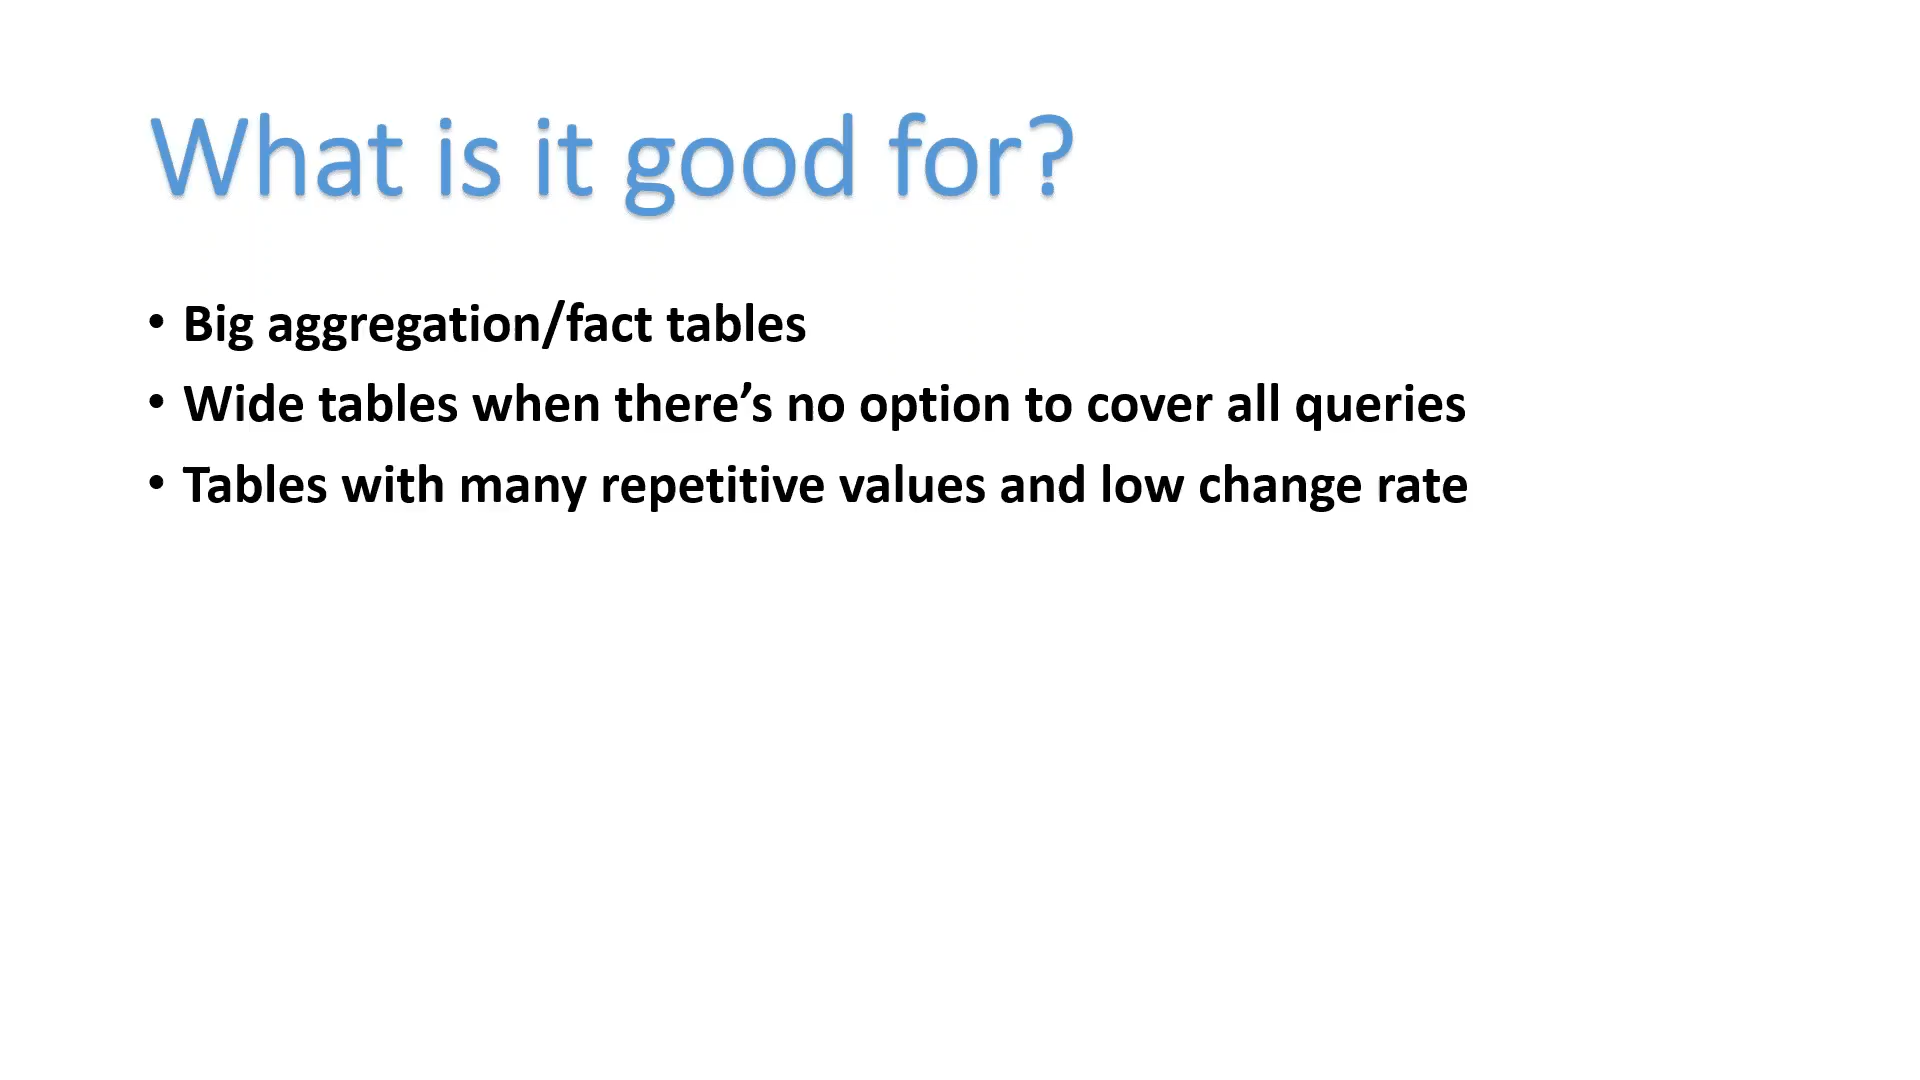 What is it good for?
• Big aggregation/fact tables
• Wide tables when there’s no option to cover all queries
• Tables with many repetitive values and low change rate